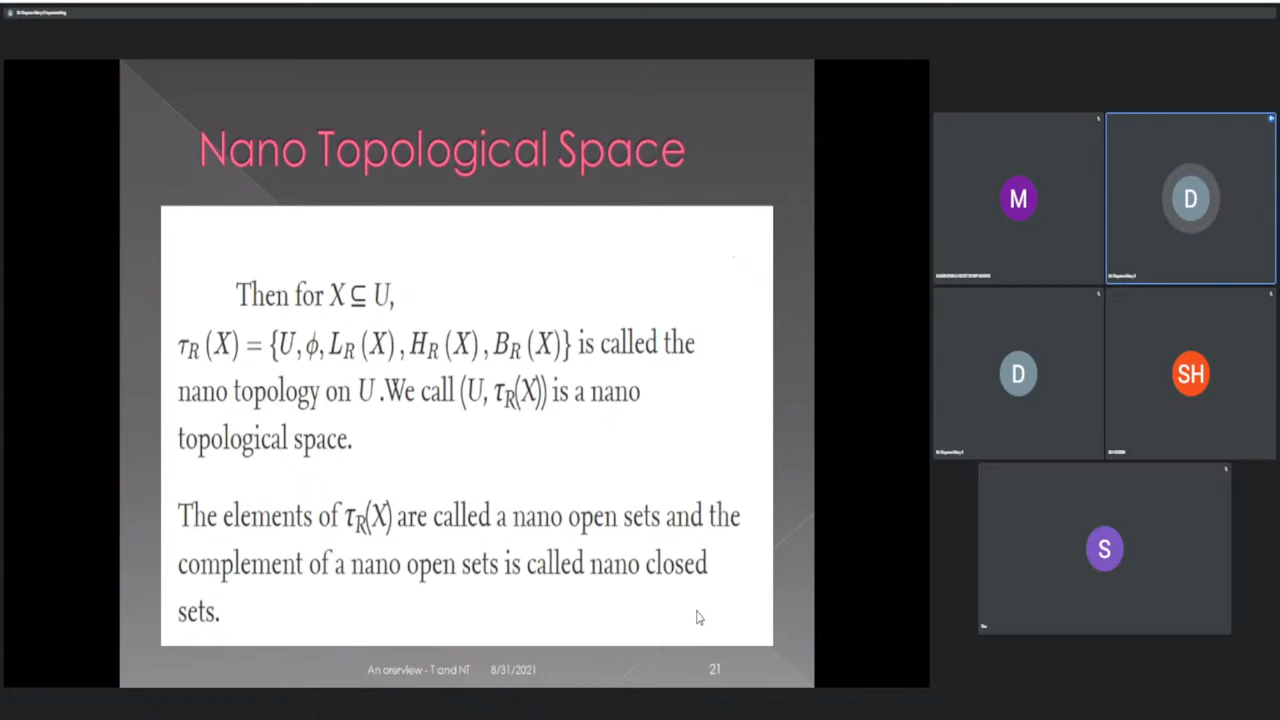 Nano Topological Space
Then for X ⊆ U,
τR (X) = {U, ϕ, LR (X) , HR (X) , BR (X)} is called the
nano topology on U .We call (U, τR(X)) is a nano
topological space.
The elements of τR(X) are called a nano open sets and the
complement of a nano open sets is called nano closed
sets.
An orerview - T and NT 8/31/2021 21
M
D
D
SH
S